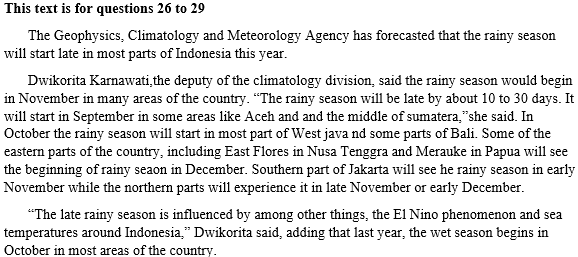 This text is for questions 26 to 29
The Geophysics, Climatology and Meteorology Agency has forecasted that the rainy season
will start late in most parts of Indonesia this year.
Dwikorita Karnawati,the deputy of the climatology division, said the rainy season would begin
in November in many areas of the country. “The rainy season will be late by about 10 to 30 days. It
will start in September in some areas like Aceh and and the middle of sumatera,”she said. In
October the rainy season will start in most part of West java nd some parts of Bali. Some of the
eastern parts of the country, including East Flores in Nusa Tenggra and Merauke in Papua will see
the beginning of rainy seaon in December. Southern part of Jakarta will see he rainy season in early
November while the northern parts will experience it in late November or early December.
“The late rainy season is influenced by among other things, the El Nino phenomenon and sea
temperatures around Indonesia,” Dwikorita said, adding that last year, the wet season begins in
October in most areas of the country.